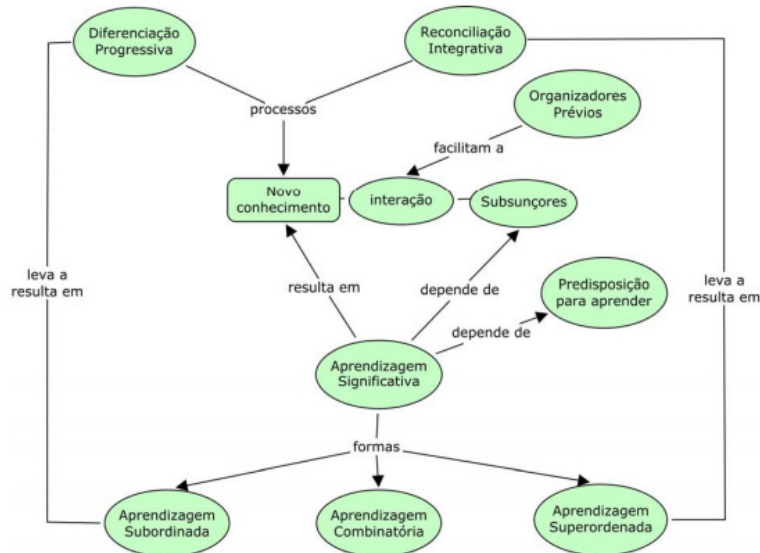 Diferenciação
Progressiva
Reconciliação
Integrativa
processos
Organizadores
Prévios
facilitam a
Novo
conhecimento
interação
Subsunçores
leva a
resulta em
resulta em
depende de
Predisposição
para aprender
leva a
resulta em
depende de
Aprendizagem
Significativa
formas
Aprendizagem
Subordinada
Aprendizagem
Combinatória
Aprendizagem
Superordenada